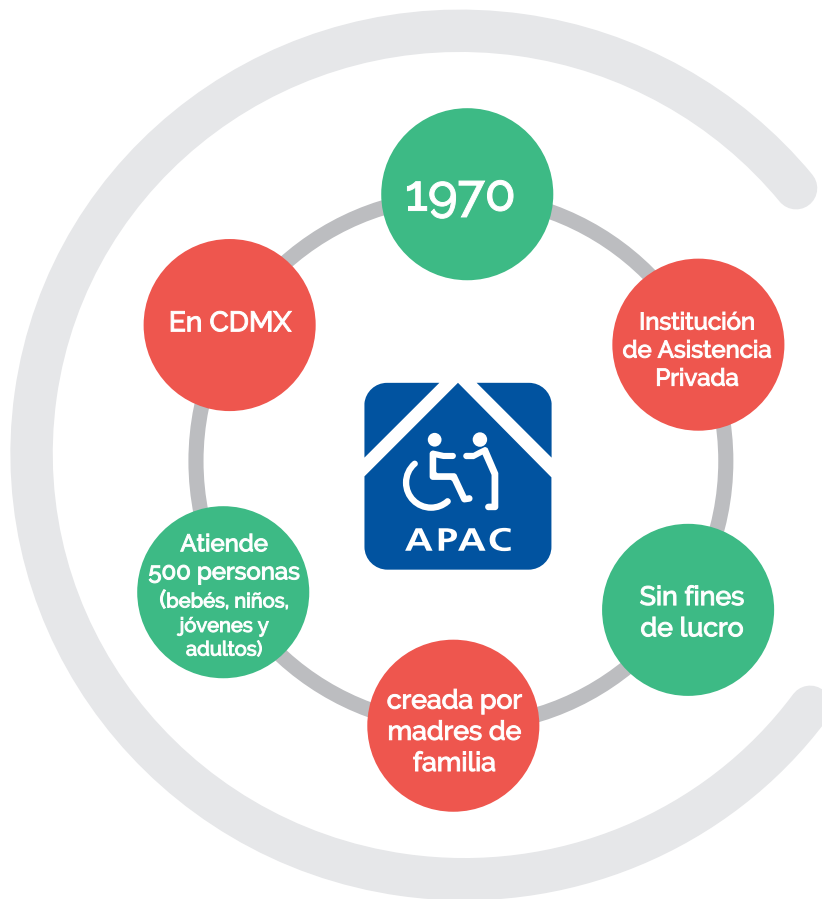 1970
En CDMX
Institución
de Asistencia
Privada
APAC
Atiende
500 personas
(bebés, niños,
jóvenes y
adultos)
Sin fines
de lucro
creada por
madres de
familia